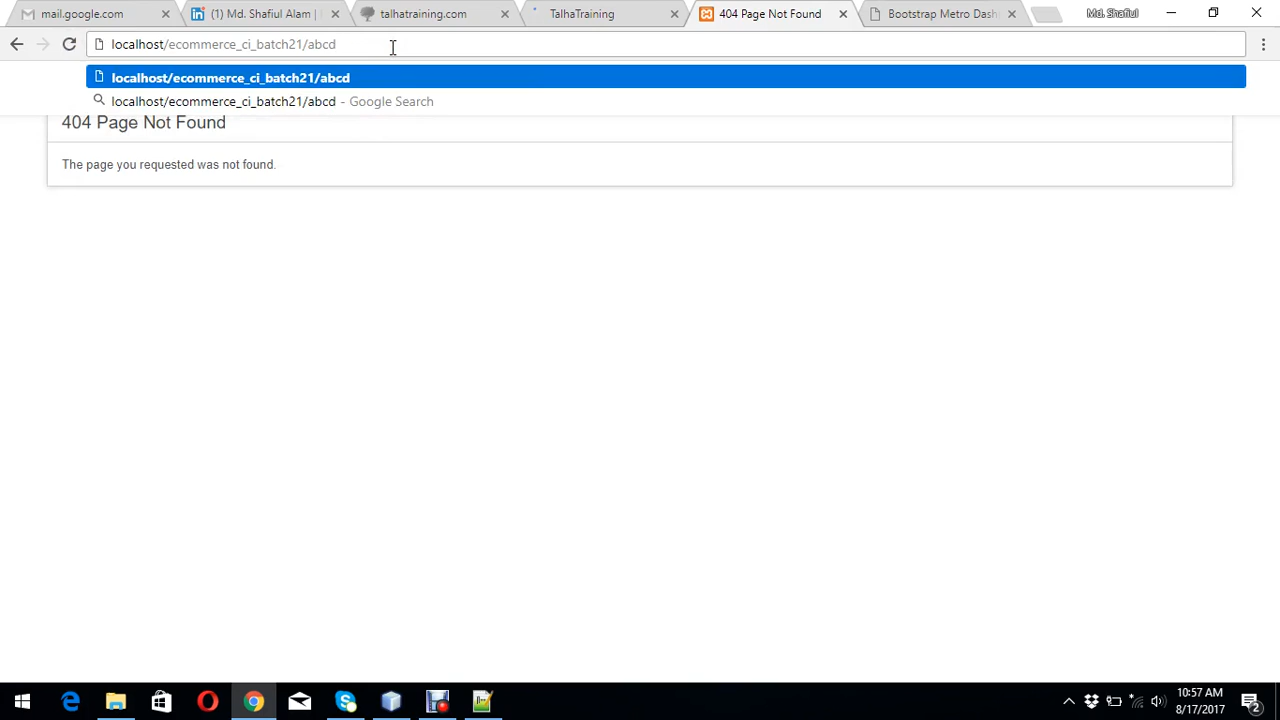 mail.google.com
(1) Md. Shafiul Alam |
talhatraining.com
TalhaTraining
404 Page Not Found
Bootstrap Metro Dash
Md. Shafiul
localhost/ecommerce_ci_batch21/abcd
localhost/ecommerce_ci_batch21/abcd
localhost/ecommerce_ci_batch21/abcd - Google Search
404 Page Not Found
The page you requested was not found.
10:57 AM
8/17/2017
2